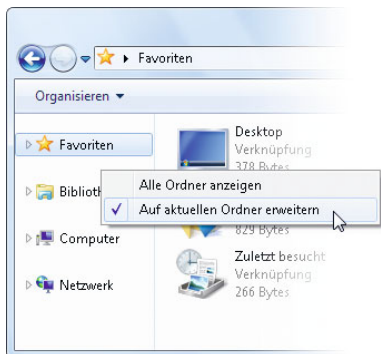 Favoriten
Organisieren
Favoriten
Desktop
Verknüpfung
378 Bytes
Alle Ordner anzeigen
Auf aktuellen Ordner erweitern
829 Bytes
Computer
Zuletzt besucht
Verknüpfung
266 Bytes
Netzwerk